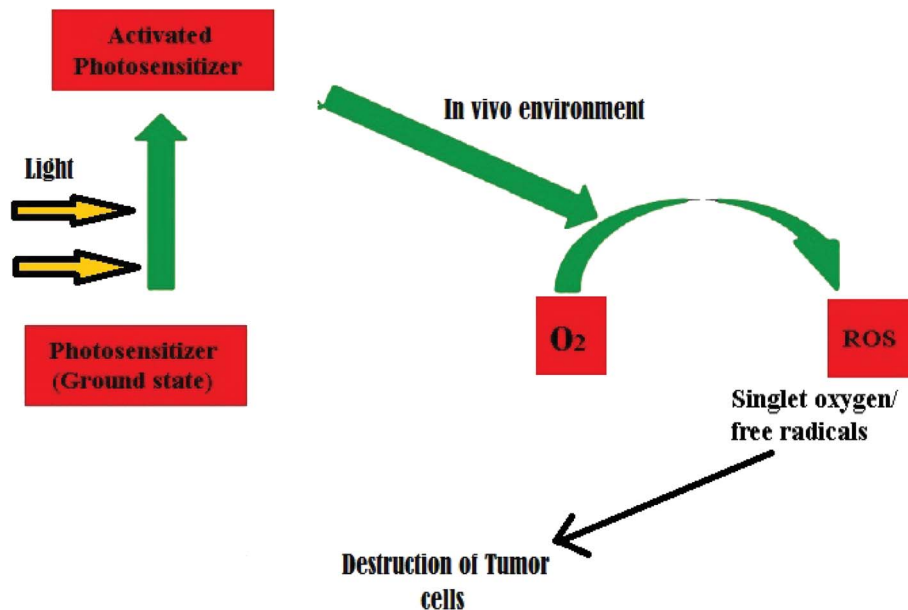 Activated
Photosensitizer
In vivo environment
Light
Photosensitizer
(Ground state)
O2
ROS
Singlet oxygen/
free radicals
Destruction of Tumor
cells